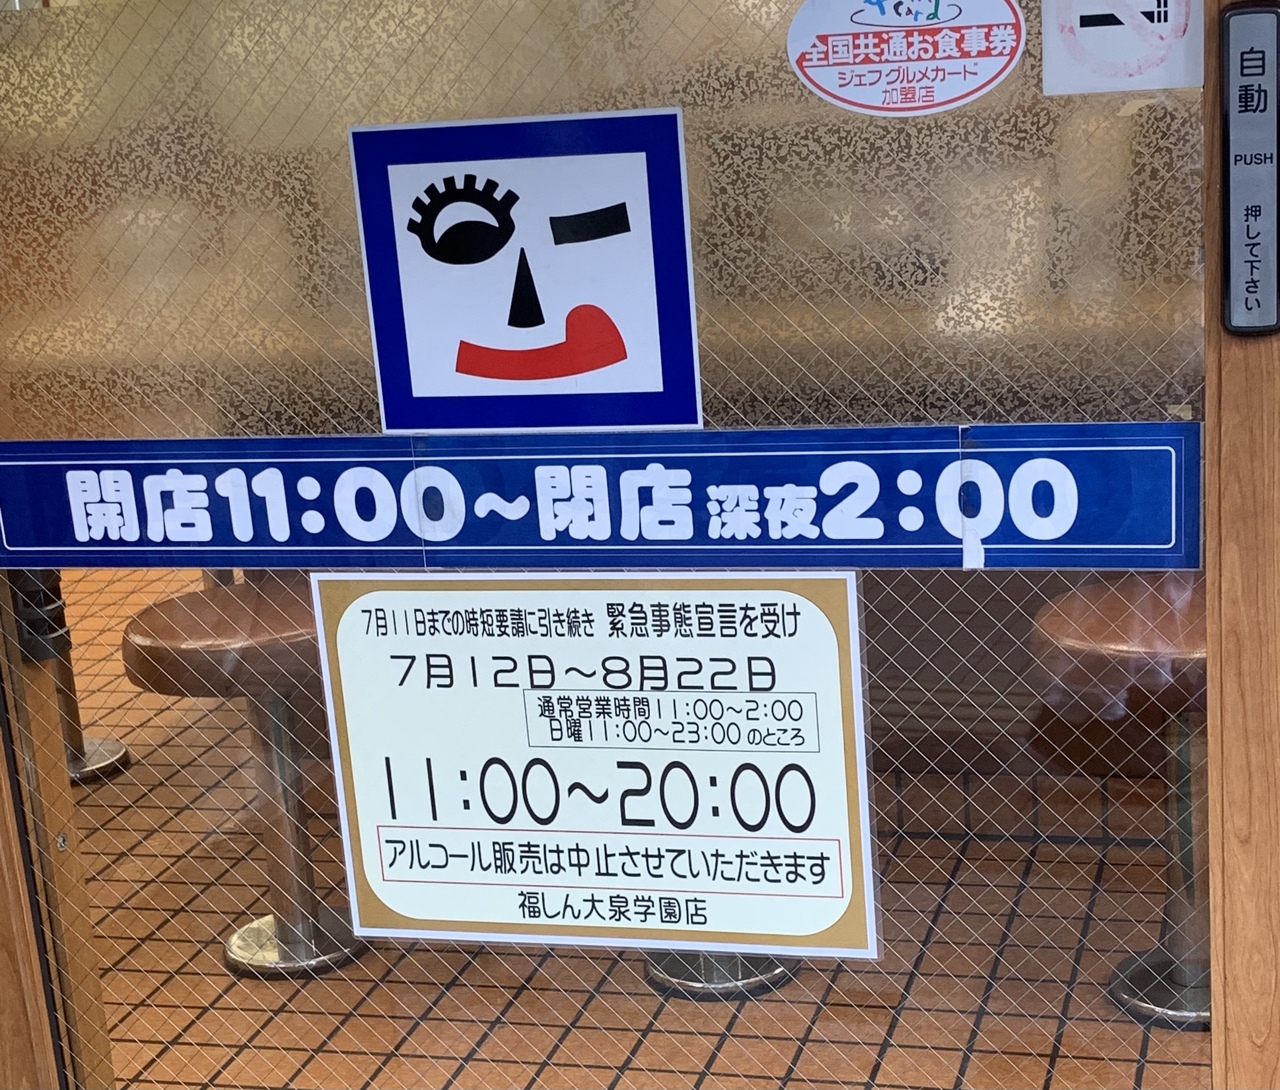 card
全国共通お食事券
ジェフグルメカード
加盟店
自動
PUSH
押して下さい
開店11:00～閉店 深夜2:00
7月11日までの時短要請に引き続き 緊急事態宣言を受け
7月12日～8月22日
通常営業時間11:00～2:00
日曜11:00～23:00のところ
11:00～20:00
アルコール販売は中止させていただきます
福しん大泉学園店